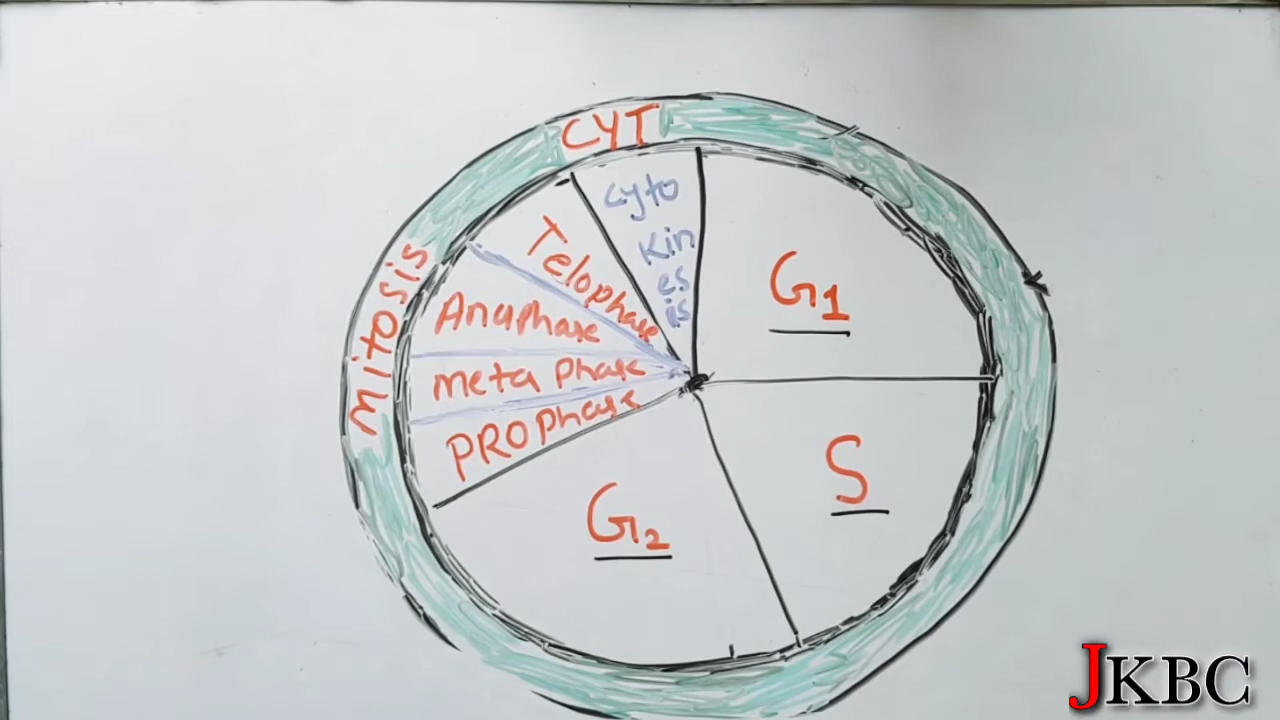 CYT
Cyto
Kin
es
is
Telophase
Anaphase
meta phase
PROphase
Mitosis
G1
S
G2
JKBC